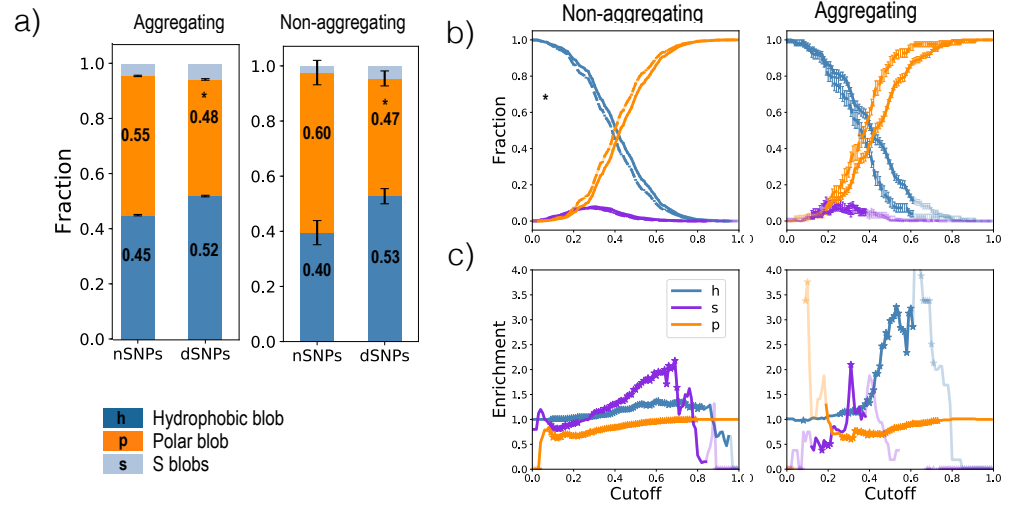 a)
Aggregating
Non-aggregating
Fraction
1.0
0.8
0.6
0.4
0.2
0.0
0.55
0.45
*
0.48
0.52
nSNPs
dSNPs
1.0
0.8
0.6
0.4
0.2
0.0
0.60
0.40
*
0.47
0.53
nSNPs
dSNPs
h Hydrophobic blob
p Polar blob
s S blobs
b)
Non-aggregating
Aggregating
Fraction
1.0
0.8
0.6
0.4
0.2
0.0
*
0.0 0.2 0.4 0.6 0.8 1.0
1.0
0.8
0.6
0.4
0.2
0.0
0.0 0.2 0.4 0.6 0.8 1.0
c)
Enrichment
4.0
3.5
3.0
2.5
2.0
1.5
1.0
0.5
0.0
h
s
p
0.0 0.2 0.4 0.6 0.8 1.0
Cutoff
4.0
3.5
3.0
2.5
2.0
1.5
1.0
0.5
0.0
0.0 0.2 0.4 0.6 0.8 1.0
Cutoff